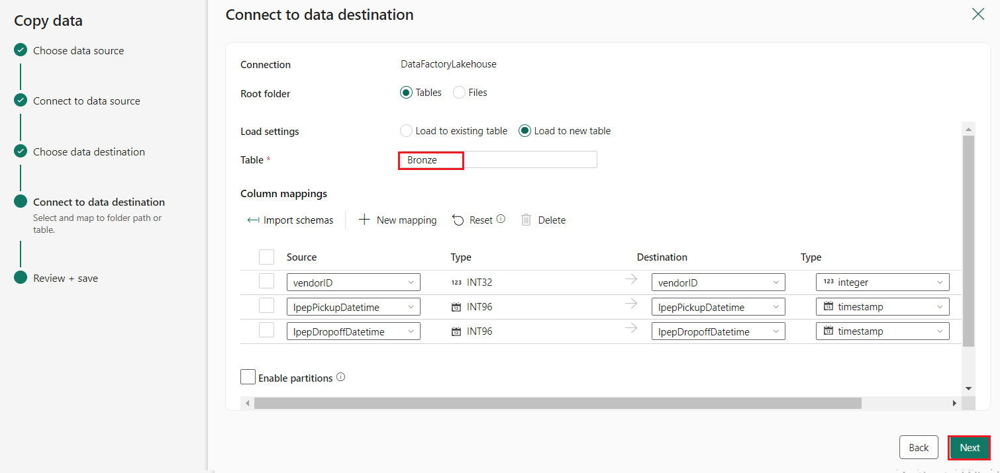 Copy data
Choose data source
Connect to data source
Choose data destination
Connect to data destination
Select and map to folder path or
table.
Review + save
Connect to data destination
Connection DataFactoryLakehouse
Root folder Tables Files
Load settings Load to existing table Load to new table
Table * Bronze
Column mappings
Import schemas New mapping Reset Delete
Source Type Destination Type
vendorID 123 INT32 vendorID 123 integer
lpepPickupDatetime 12 INT96 lpepPickupDatetime 12 timestamp
lpepDropoffDatetime 12 INT96 lpepDropoffDatetime 12 timestamp
Enable partitions
Back Next